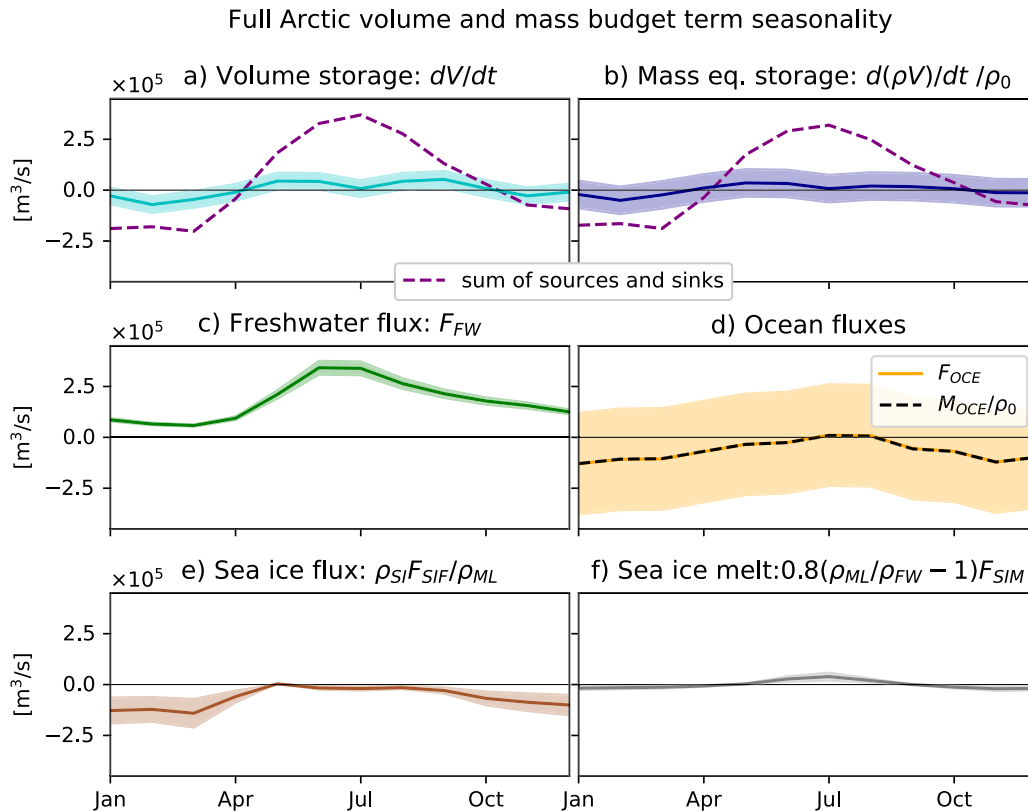 Full Arctic volume and mass budget term seasonality
×10⁵
a) Volume storage: dV/dt
b) Mass eq. storage: d(ρV)/dt /ρ₀
[m³/s]
2.5
0.0
−2.5
sum of sources and sinks
×10⁵
c) Freshwater flux: F_FW
d) Ocean fluxes
[m³/s]
2.5
0.0
−2.5
F_OCE
M_OCE/ρ₀
×10⁵
e) Sea ice flux: ρ_SI F_SIF/ρ_ML
f) Sea ice melt:0.8(ρ_ML/ρ_FW − 1)F_SIM
[m³/s]
2.5
0.0
−2.5
Jan Apr Jul Oct Jan Apr Jul Oct